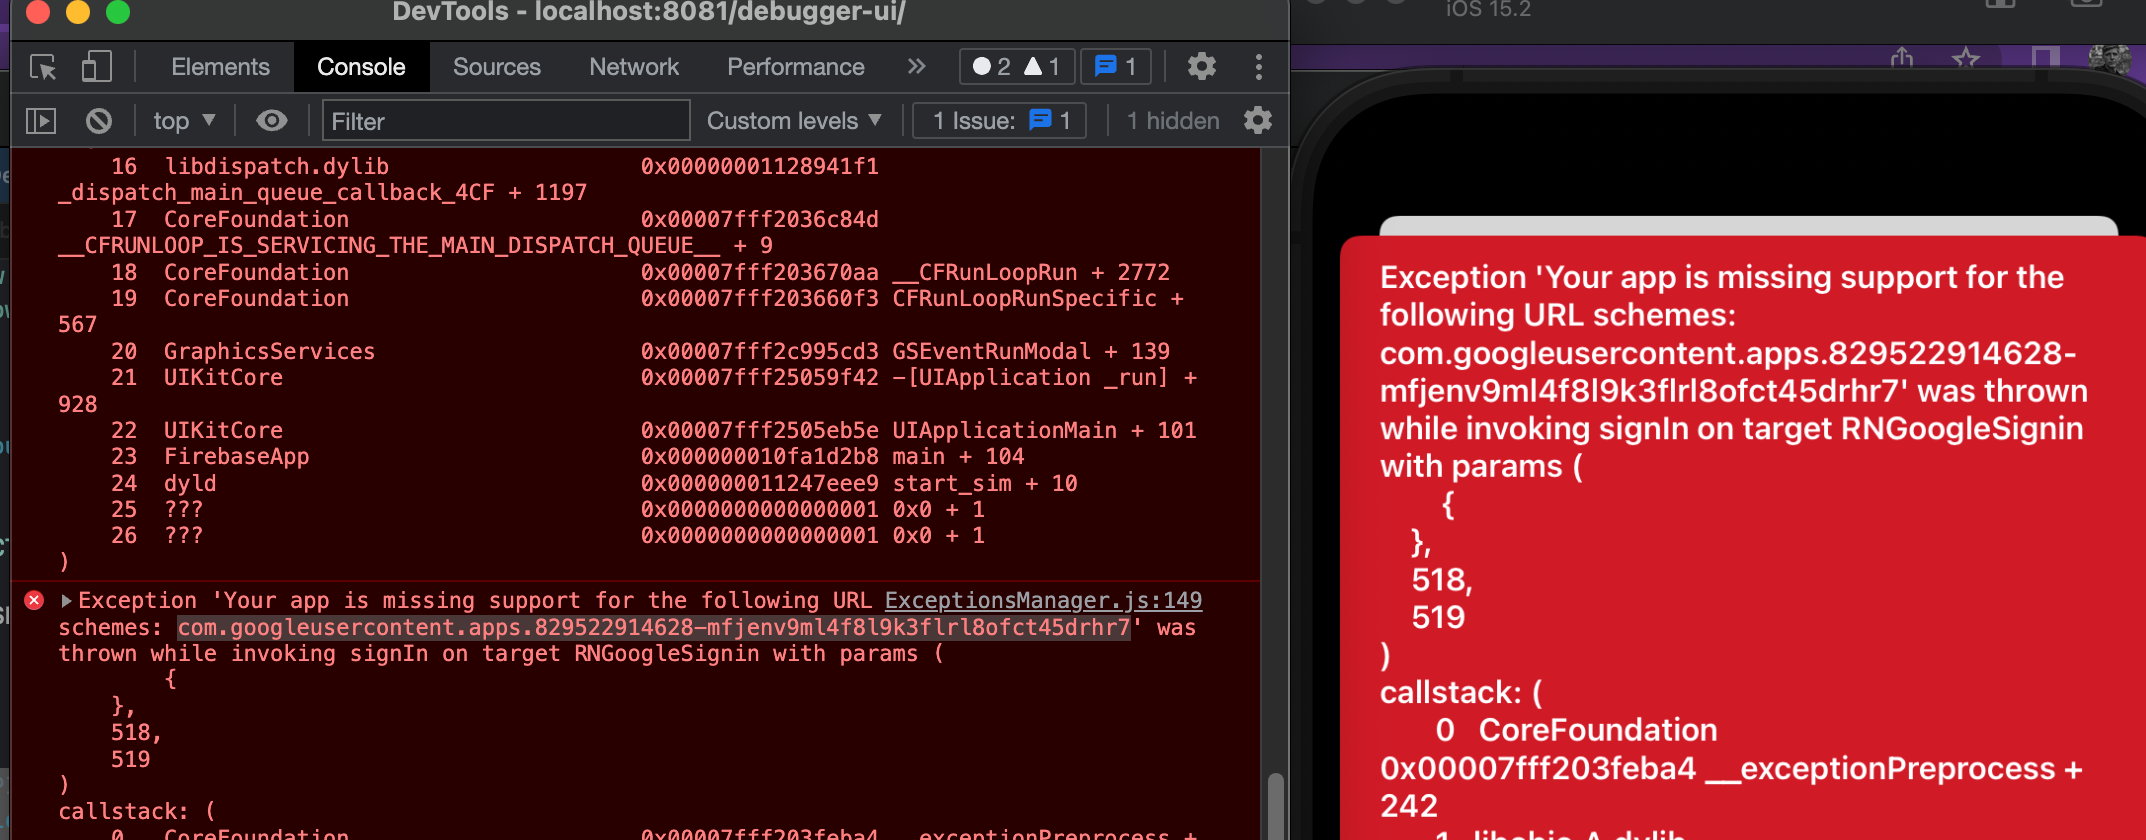 DevTools - localhost:8081/debugger-ui/
iOS 15.2
Elements Console Sources Network Performance » 2 1 1
top ▼ Filter Custom levels ▼ 1 Issue: 1 1 hidden
16 libdispatch.dylib 0x00000001128941f1
_dispatch_main_queue_callback_4CF + 1197
17 CoreFoundation 0x00007fff2036c84d
__CFRUNLOOP_IS_SERVICING_THE_MAIN_DISPATCH_QUEUE__ + 9
18 CoreFoundation 0x00007fff203670aa __CFRunLoopRun + 2772
19 CoreFoundation 0x00007fff203660f3 CFRunLoopRunSpecific +
567
20 GraphicsServices 0x00007fff2c995cd3 GSEventRunModal + 139
21 UIKitCore 0x00007fff25059f42 -[UIApplication _run] +
928
22 UIKitCore 0x00007fff2505eb5e UIApplicationMain + 101
23 FirebaseApp 0x000000010fa1d2b8 main + 104
24 dyld 0x000000011247eee9 start_sim + 10
25 ??? 0x0000000000000001 0x0 + 1
26 ??? 0x0000000000000001 0x0 + 1
)
Exception 'Your app is missing support for the following URL ExceptionsManager.js:149
schemes: com.googleusercontent.apps.829522914628-mfjenv9ml4f8l9k3flrl8ofct45drhr7' was
thrown while invoking signIn on target RNGoogleSignin with params (
{
},
518,
519
)
callstack: (
0 CoreFoundation 0x00007fff203feba4 __exceptionPreprocess +
Exception 'Your app is missing support for the
following URL schemes:
com.googleusercontent.apps.829522914628-
mfjenv9ml4f8l9k3flrl8ofct45drhr7' was thrown
while invoking signIn on target RNGoogleSignin
with params (
{
},
518,
519
)
callstack: (
0 CoreFoundation
0x00007fff203feba4 __exceptionPreprocess +
242
1 libobjc.A.dylib